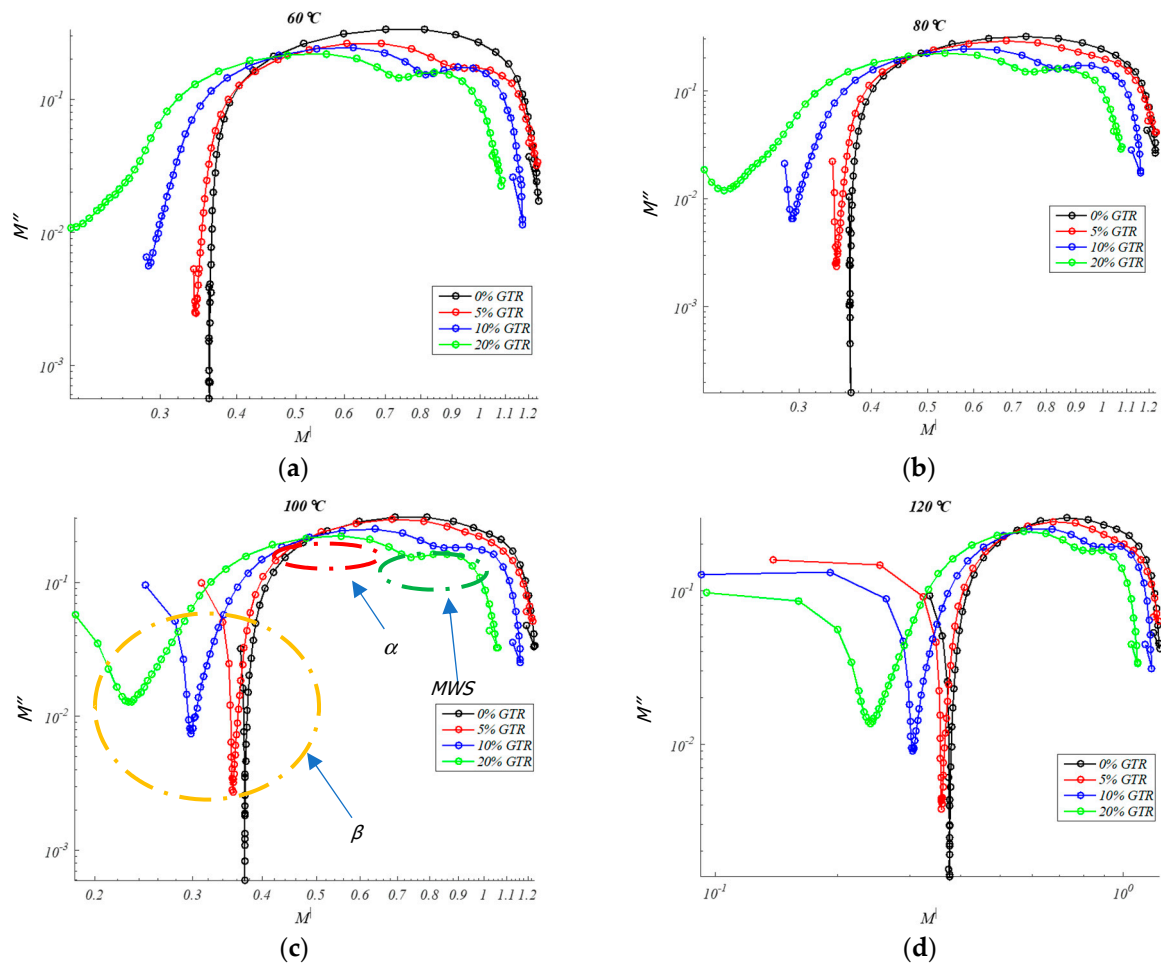 60 ℃
M''
10⁻¹
10⁻²
10⁻³
0% GTR
5% GTR
10% GTR
20% GTR
0.3 0.4 0.5 0.6 0.7 0.8 0.9 1 1.1 1.2
M|
(a)
80 ℃
M''
10⁻¹
10⁻²
10⁻³
0% GTR
5% GTR
10% GTR
20% GTR
0.3 0.4 0.5 0.6 0.7 0.8 0.9 1 1.1 1.2
M|
(b)
100 ℃
M''
10⁻¹
10⁻²
10⁻³
α
MWS
β
0% GTR
5% GTR
10% GTR
20% GTR
0.2 0.3 0.4 0.5 0.6 0.7 0.8 0.9 1 1.1 1.2
M|
(c)
120 ℃
M''
10⁻¹
10⁻²
0% GTR
5% GTR
10% GTR
20% GTR
10⁻¹ 10⁰
M|
(d)